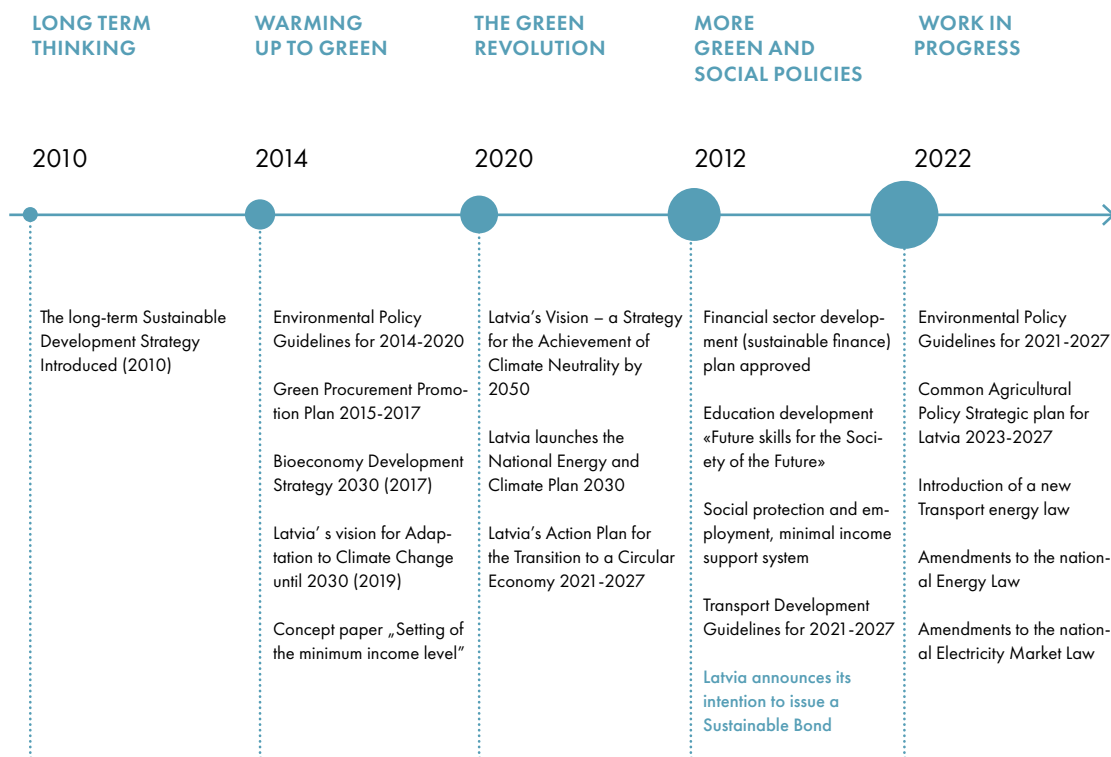 LONG TERM
THINKING
WARMING
UP TO GREEN
THE GREEN
REVOLUTION
MORE
GREEN AND
SOCIAL POLICIES
WORK IN
PROGRESS
2010
2014
2020
2012
2022
The long-term Sustainable
Development Strategy
Introduced (2010)
Environmental Policy
Guidelines for 2014-2020
Green Procurement Promo-
tion Plan 2015-2017
Bioeconomy Development
Strategy 2030 (2017)
Latvia' s vision for Adap-
tation to Climate Change
until 2030 (2019)
Concept paper „Setting of
the minimum income level"
Latvia's Vision – a Strategy
for the Achievement of
Climate Neutrality by
2050
Latvia launches the
National Energy and
Climate Plan 2030
Latvia's Action Plan for
the Transition to a Circular
Economy 2021-2027
Financial sector develop-
ment (sustainable finance)
plan approved
Education development
«Future skills for the Soci-
ety of the Future»
Social protection and em-
ployment, minimal income
support system
Transport Development
Guidelines for 2021-2027
Latvia announces its
intention to issue a
Sustainable Bond
Environmental Policy
Guidelines for 2021-2027
Common Agricultural
Policy Strategic plan for
Latvia 2023-2027
Introduction of a new
Transport energy law
Amendments to the nation-
al Energy Law
Amendments to the nation-
al Electricity Market Law